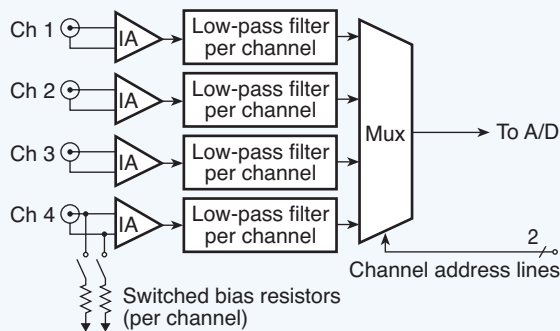 Ch 1
IA
Low-pass filter
per channel
Ch 2
IA
Low-pass filter
per channel
Mux
To A/D
Ch 3
IA
Low-pass filter
per channel
Ch 4
IA
Low-pass filter
per channel
2
Channel address lines
Switched bias resistors
(per channel)